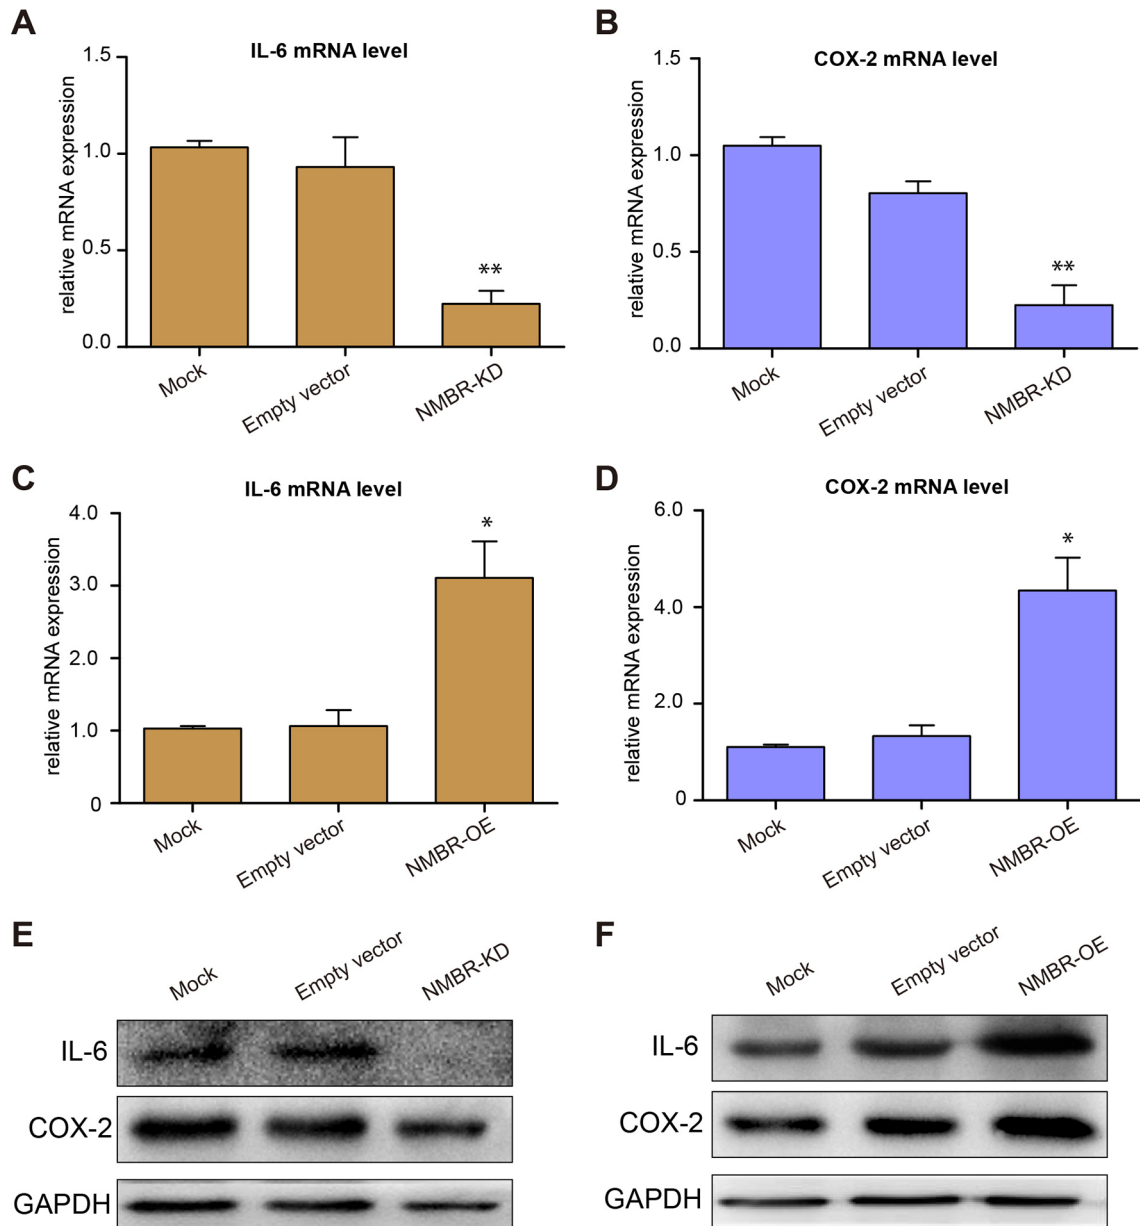 A
IL-6 mRNA level
relative mRNA expression
1.5
1.0
0.5
0.0
**
Mock
Empty vector
NMBR-KD
B
COX-2 mRNA level
relative mRNA expression
1.5
1.0
0.5
0.0
**
Mock
Empty vector
NMBR-KD
C
IL-6 mRNA level
relative mRNA expression
4.0
3.0
2.0
1.0
0
*
Mock
Empty vector
NMBR-OE
D
COX-2 mRNA level
relative mRNA expression
6.0
4.0
2.0
0
*
Mock
Empty vector
NMBR-OE
E
Mock
Empty vector
NMBR-KD
IL-6
COX-2
GAPDH
F
Mock
Empty vector
NMBR-OE
IL-6
COX-2
GAPDH